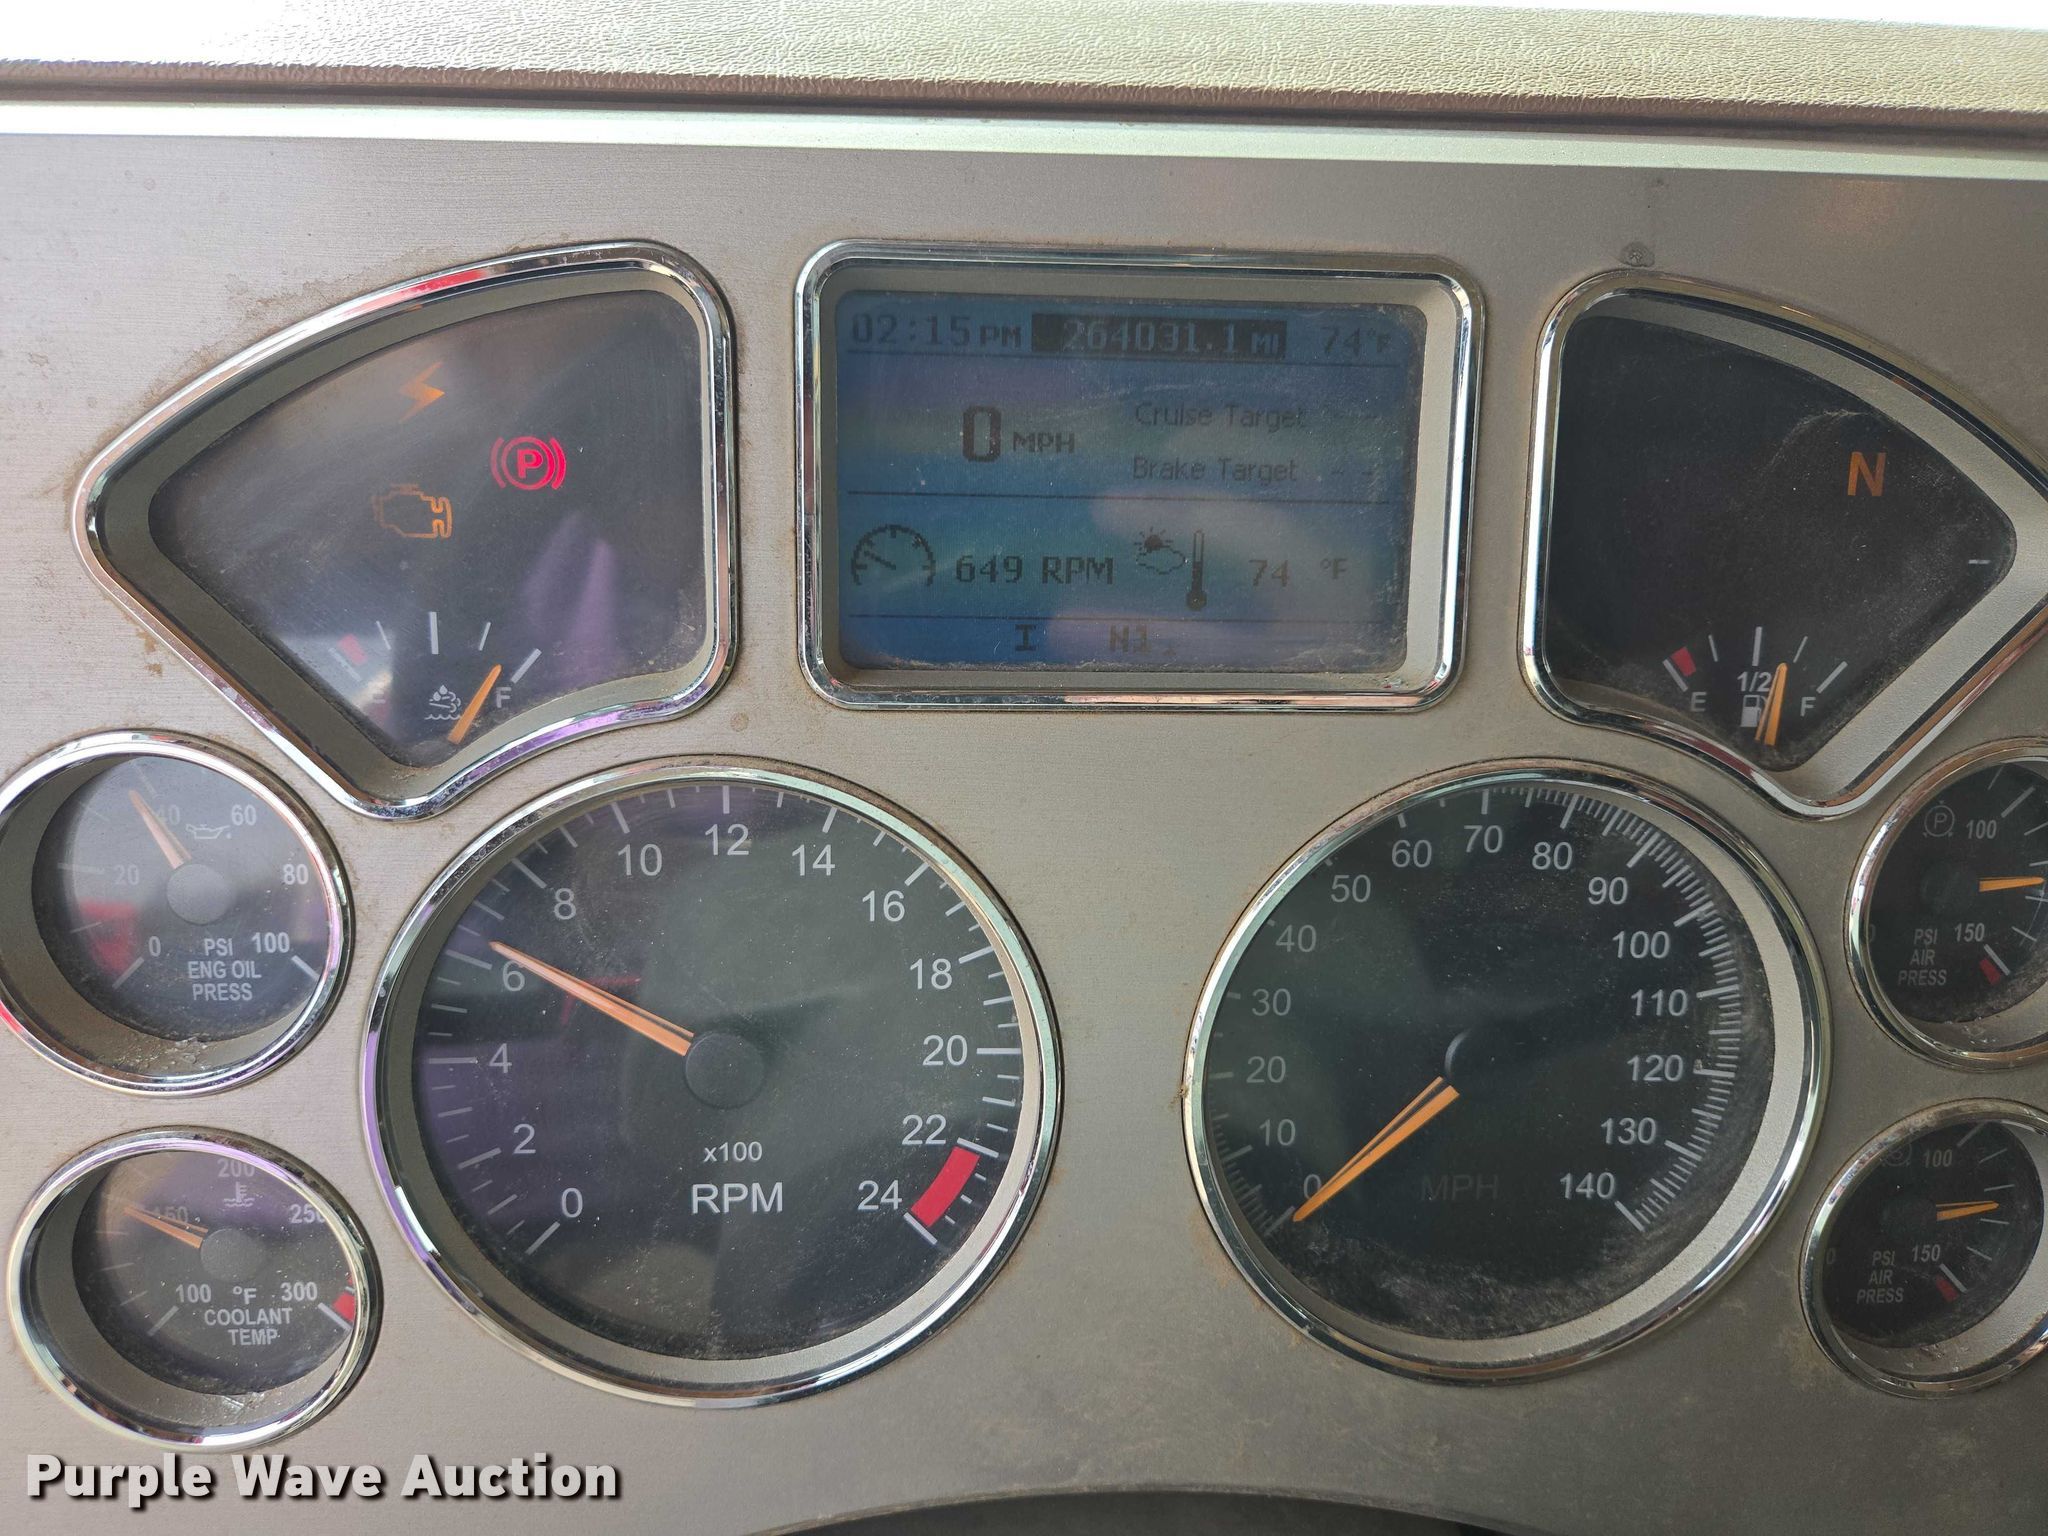 02:15 PM 264031.1 MI 74°F
0 MPH
Cruise Target - -
Brake Target - -
649 RPM 74 °F
I N1
P
N
E F
E 1/2 F
0 20 40 60 80 100
PSI
ENG OIL
PRESS
0 2 4 6 8 10 12 14 16 18 20 22 24
x100
RPM
0 10 20 30 40 50 60 70 80 90 100 110 120 130 140
MPH
P 100
150
PSI
AIR
PRESS
100 150 200 250 300
°F
COOLANT
TEMP
100
150
PSI
AIR
PRESS
Purple Wave Auction